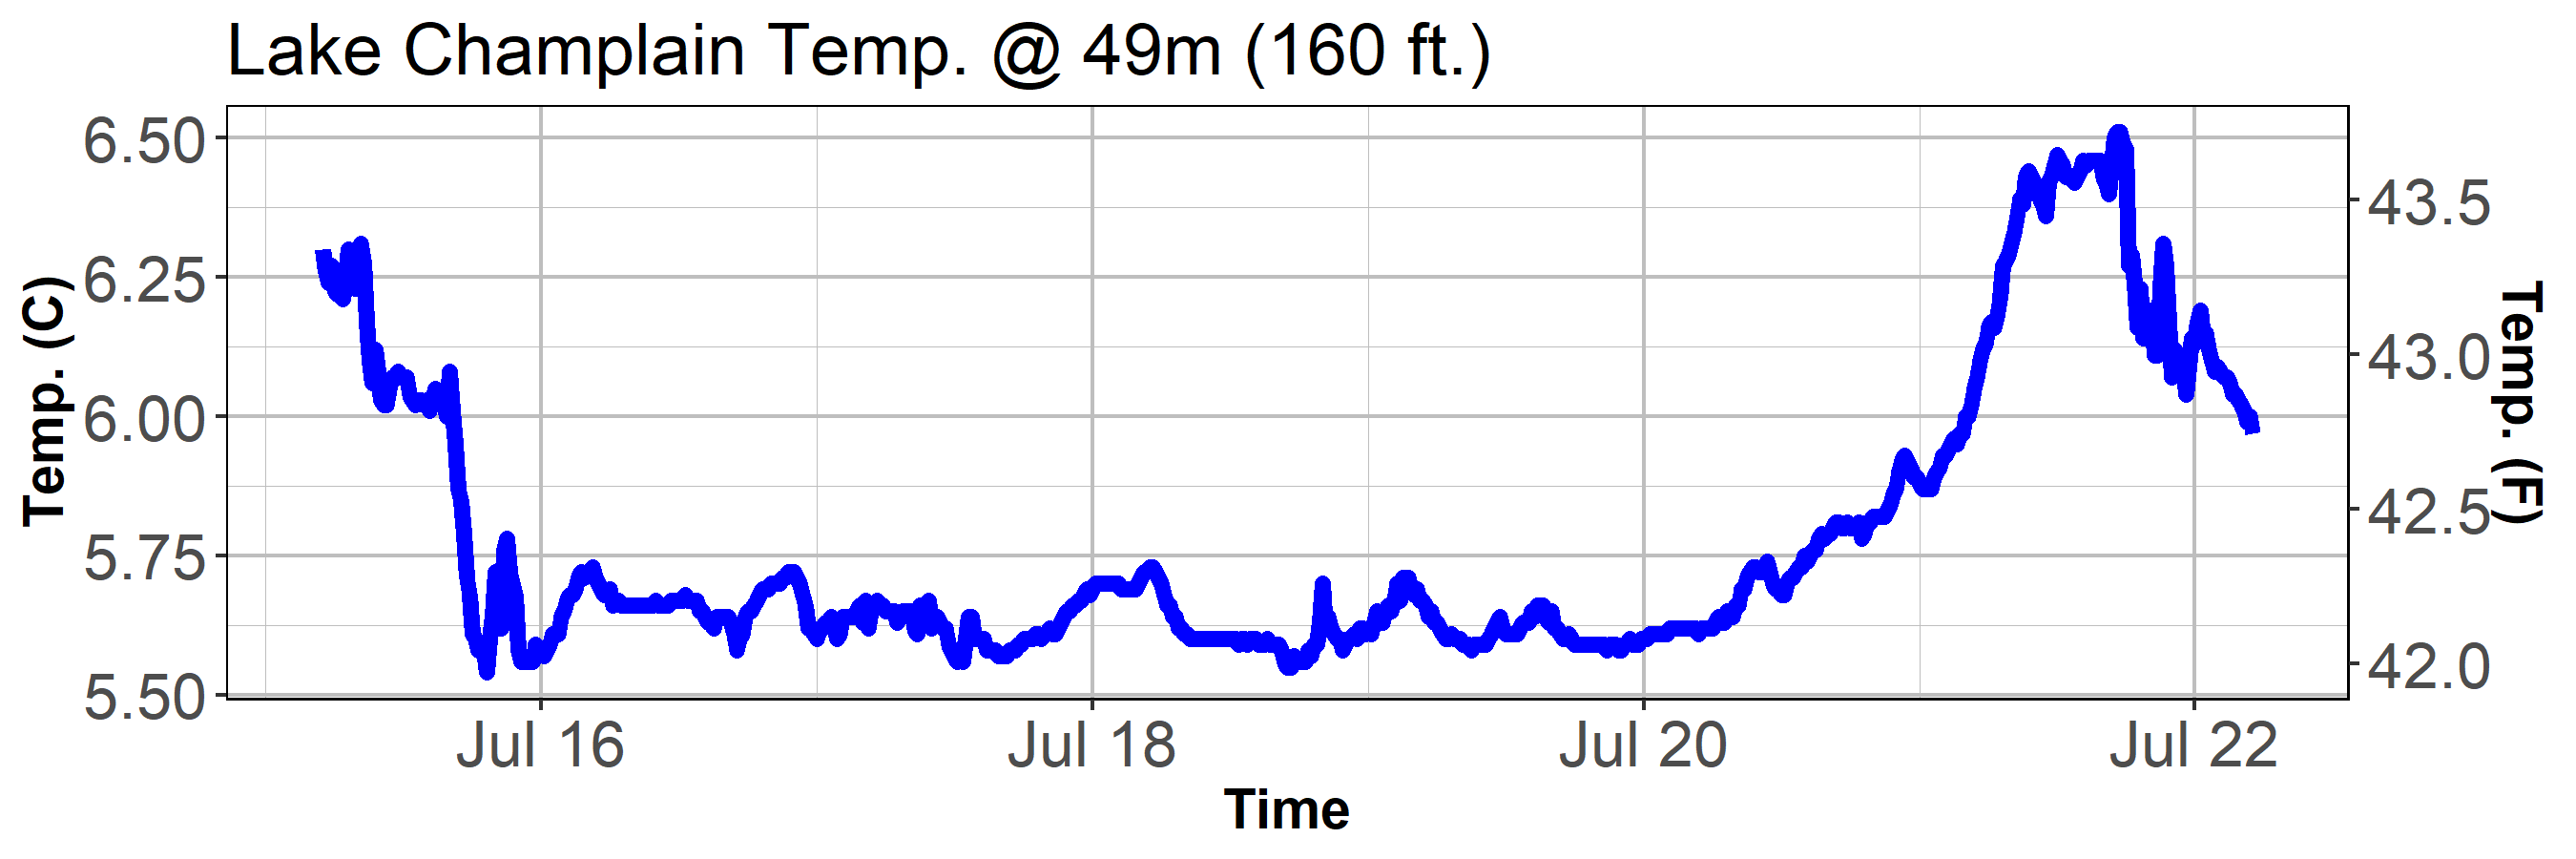 Lake Champlain Temp. @ 49m (160 ft.)
6.50
6.25
6.00
5.75
5.50
Temp. (C)
43.5
43.0
42.5
42.0
Temp. (F)
Jul 16 Jul 18 Jul 20 Jul 22
Time